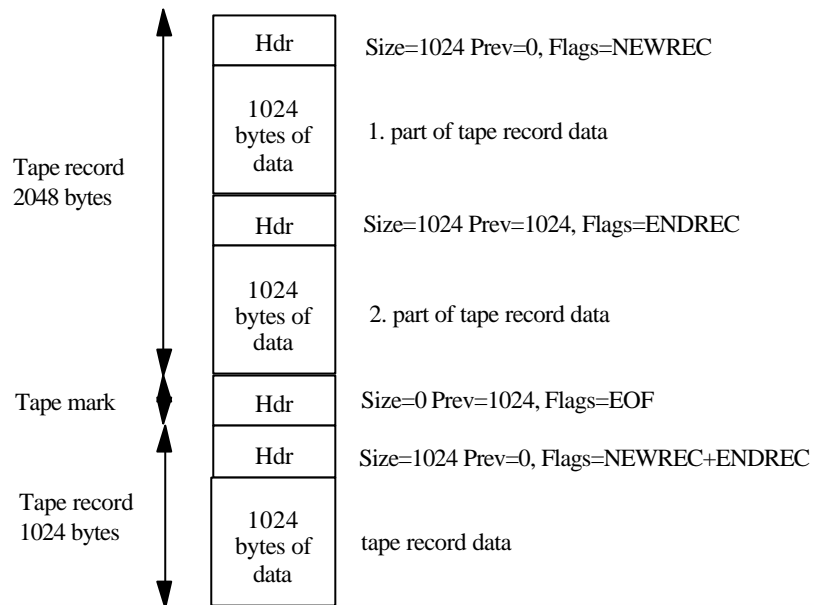 Hdr
Size=1024 Prev=0, Flags=NEWREC
1024
bytes of
data
1. part of tape record data
Tape record
2048 bytes
Hdr
Size=1024 Prev=1024, Flags=ENDREC
1024
bytes of
data
2. part of tape record data
Tape mark
Hdr
Size=0 Prev=1024, Flags=EOF
Hdr
Size=1024 Prev=0, Flags=NEWREC+ENDREC
Tape record
1024 bytes
1024
bytes of
data
tape record data